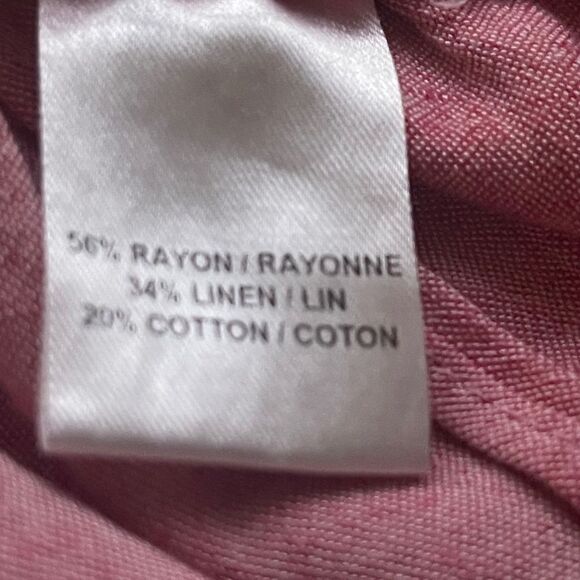 56% RAYON / RAYONNE
34% LINEN / LIN
20% COTTON / COTON